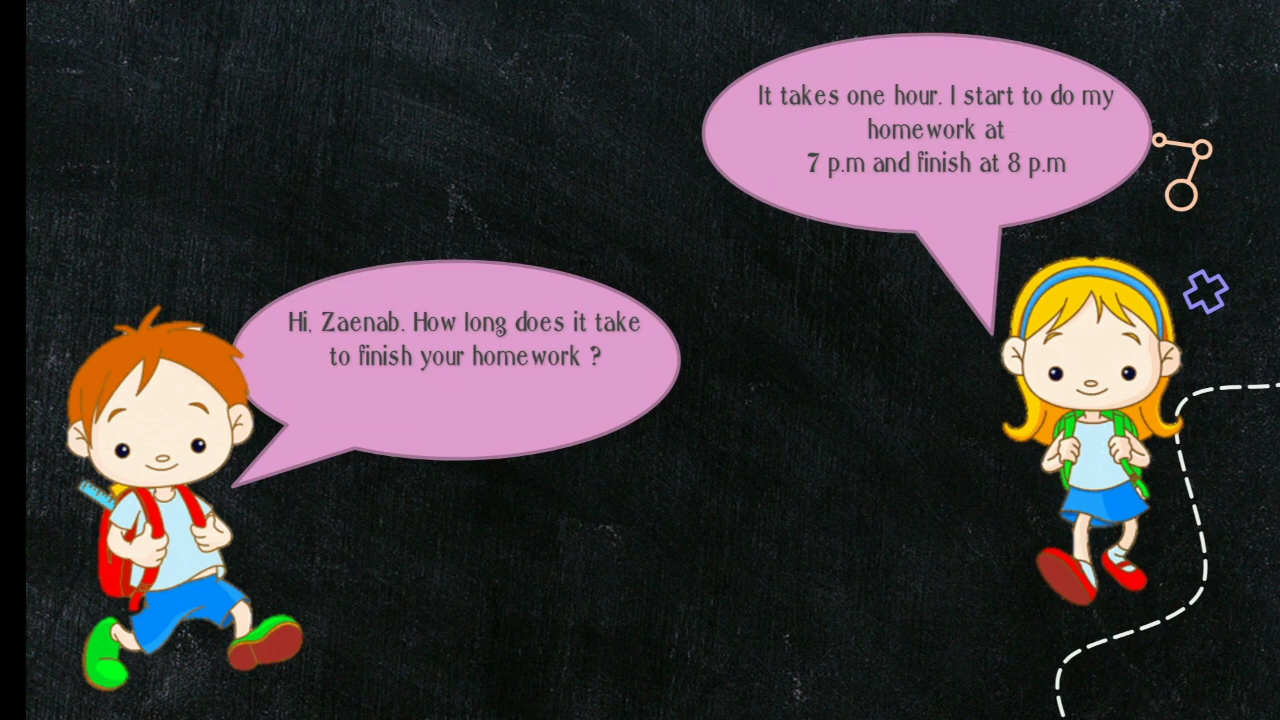 Hi, Zaenab. How long does it take
to finish your homework ?
It takes one hour. I start to do my
homework at
7 p.m and finish at 8 p.m